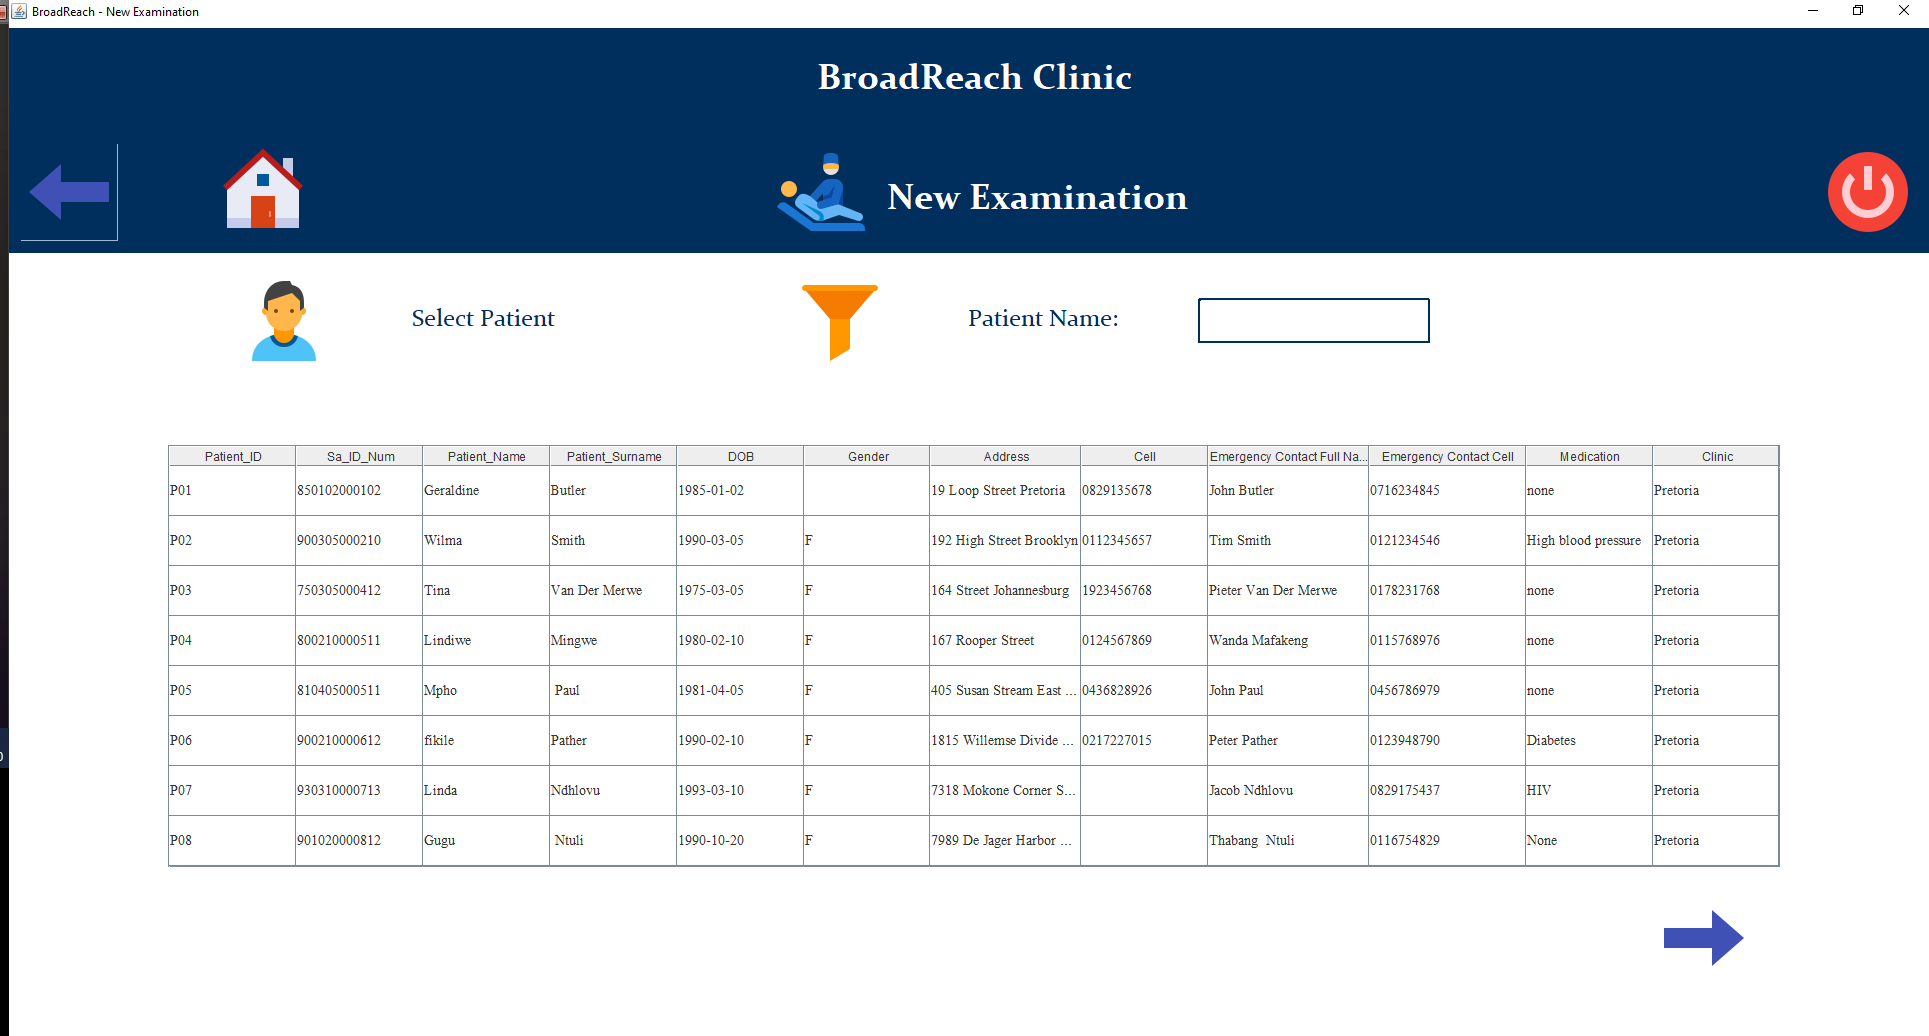 BroadReach - New Examination
BroadReach Clinic
New Examination
Select Patient
Patient Name:
Patient_ID Sa_ID_Num Patient_Name Patient_Surname DOB Gender Address Cell Emergency Contact Full Na... Emergency Contact Cell Medication Clinic
P01 850102000102 Geraldine Butler 1985-01-02 19 Loop Street Pretoria 0829135678 John Butler 0716234845 none Pretoria
P02 900305000210 Wilma Smith 1990-03-05 F 192 High Street Brooklyn 0112345657 Tim Smith 0121234546 High blood pressure Pretoria
P03 750305000412 Tina Van Der Merwe 1975-03-05 F 164 Street Johannesburg 1923456768 Pieter Van Der Merwe 0178231768 none Pretoria
P04 800210000511 Lindiwe Mingwe 1980-02-10 F 167 Rooper Street 0124567869 Wanda Mafakeng 0115768976 none Pretoria
P05 810405000511 Mpho Paul 1981-04-05 F 405 Susan Stream East ... 0436828926 John Paul 0456786979 none Pretoria
P06 900210000612 fikile Pather 1990-02-10 F 1815 Willemse Divide ... 0217227015 Peter Pather 0123948790 Diabetes Pretoria
P07 930310000713 Linda Ndhlovu 1993-03-10 F 7318 Mokone Corner S... Jacob Ndhlovu 0829175437 HIV Pretoria
P08 901020000812 Gugu Ntuli 1990-10-20 F 7989 De Jager Harbor ... Thabang Ntuli 0116754829 None Pretoria